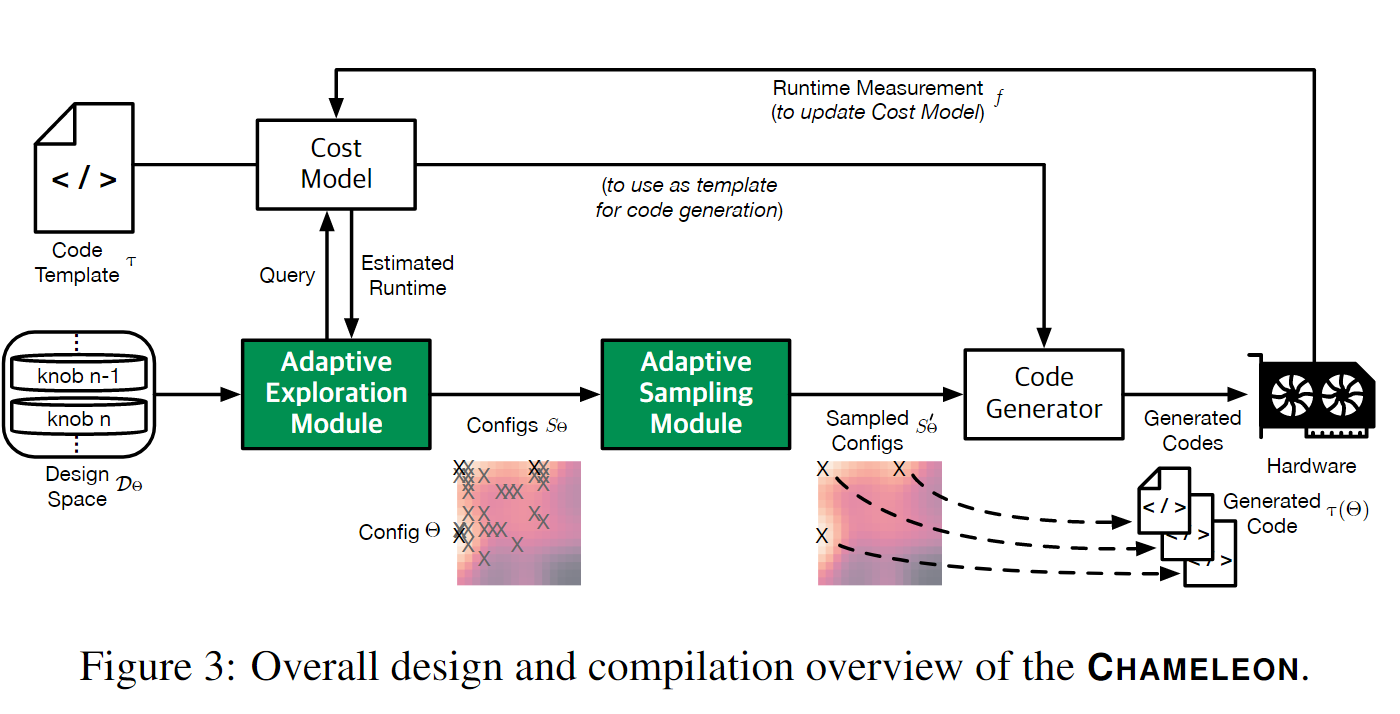 Runtime Measurement f
(to update Cost Model)
</>
Cost
Model
(to use as template
for code generation)
Code
Template τ
Query
Estimated
Runtime
knob n-1
knob n
Design
Space 𝒟Θ
Adaptive
Exploration
Module
Configs SΘ
Adaptive
Sampling
Module
Sampled
Configs S′Θ
Code
Generator
Generated
Codes
Hardware
Config Θ
X X X X X X X X X X X X X X X X X X X X X X X X X X X X
X X
X
</>
</>
</>
Generated
Code τ(Θ)
Figure 3: Overall design and compilation overview of the CHAMELEON.